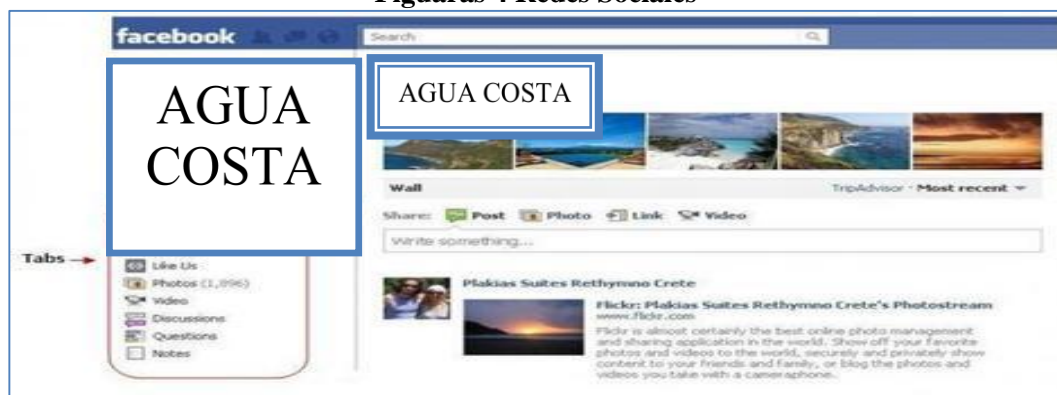 Figuaras 4 Redes Sociales
facebook
Search
AGUA
COSTA
AGUA COSTA
Wall
TripAdvisor · Most recent
Share: Post Photo Link Video
Write something...
Tabs
Like Us
Photos (1,896)
Video
Discussions
Questions
Notes
Plakias Suites Rethymno Crete
Flickr: Plakias Suites Rethymno Crete's Photostream
www.flickr.com
Flickr is almost certainly the best online photo management
and sharing application in the world. Show off your favorite
photos and videos to the world, securely and privately show
content to your friends and family, or blog the photos and
videos you take with a cameraphone.